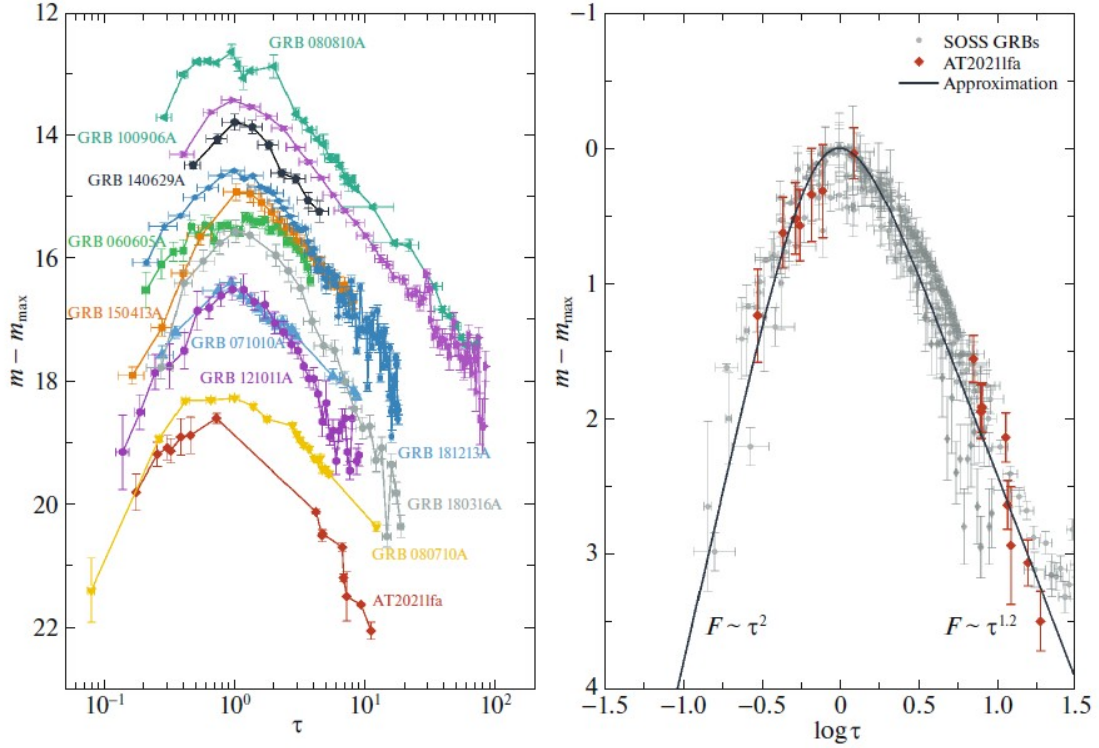 12
14
16
18
20
22
m − m_max
10^−1
10^0
10^1
10^2
τ
GRB 080810A
GRB 100906A
GRB 140629A
GRB 060605A
GRB 150413A
GRB 071010A
GRB 121011A
GRB 181213A
GRB 180316A
GRB 080710A
AT2021lfa
−1
0
1
2
3
4
m − m_max
−1.5
−1.0
−0.5
0
0.5
1.0
1.5
log τ
SOSS GRBs
AT2021lfa
Approximation
F ~ τ^2
F ~ τ^1.2